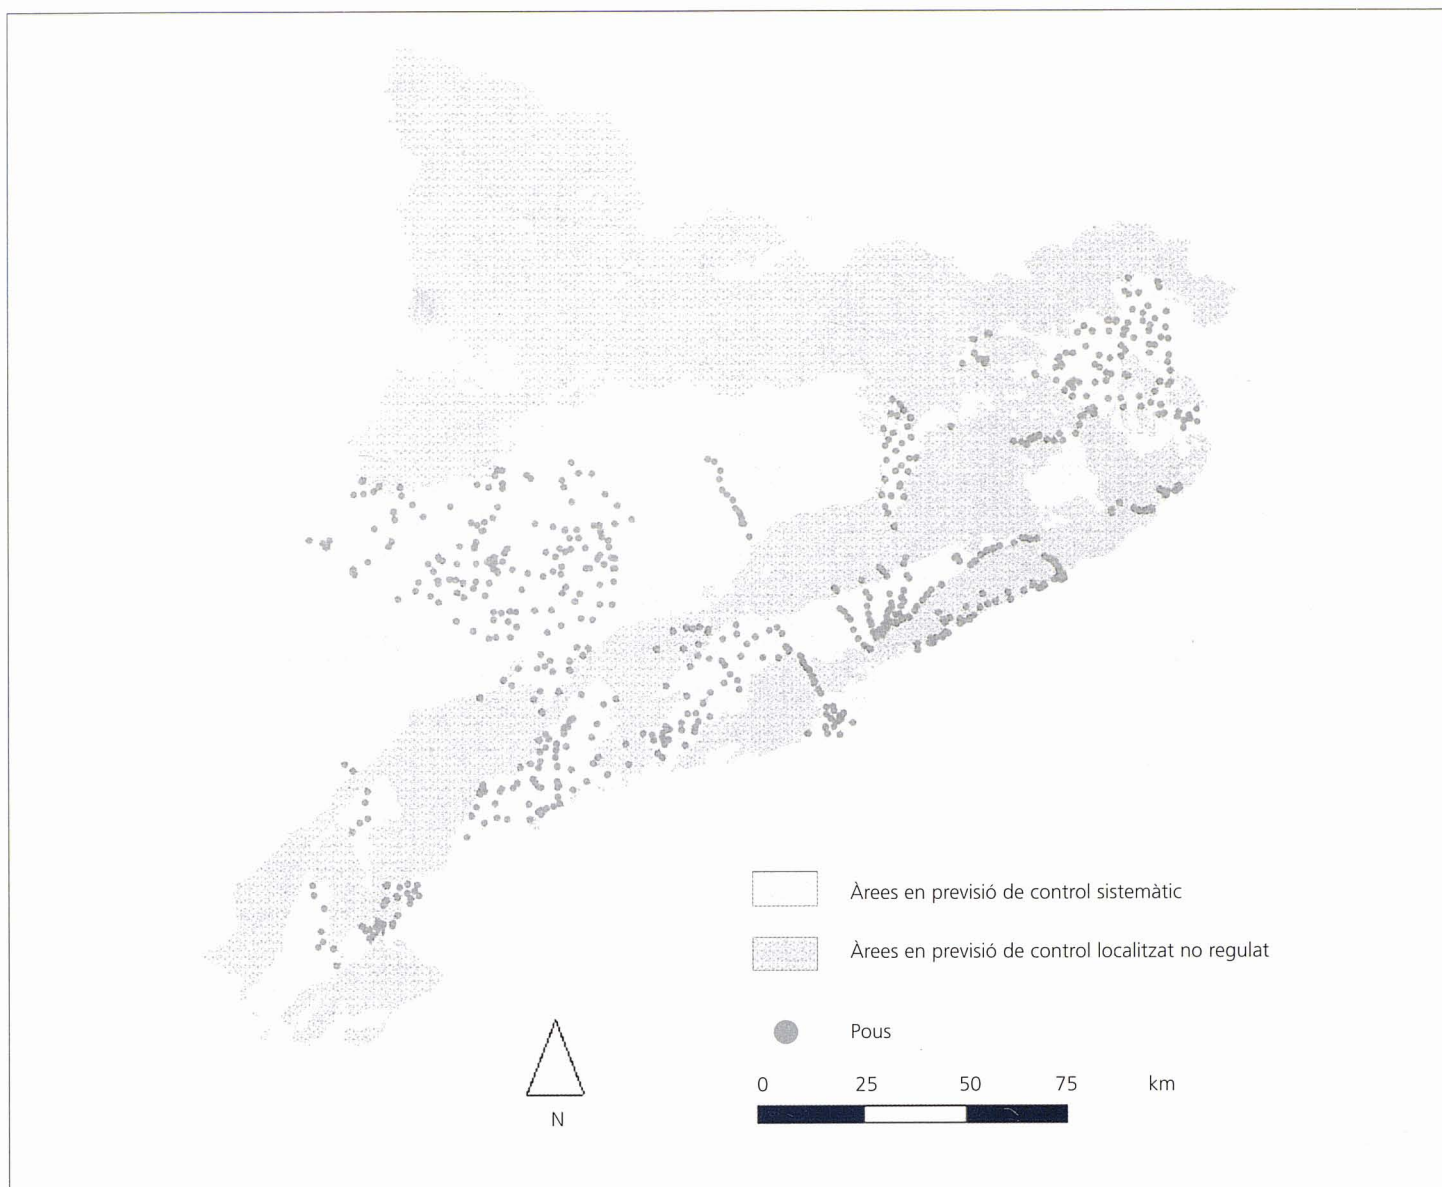 Àrees en previsió de control sistemàtic
Àrees en previsió de control localitzat no regulat
Pous
N
0 25 50 75 km